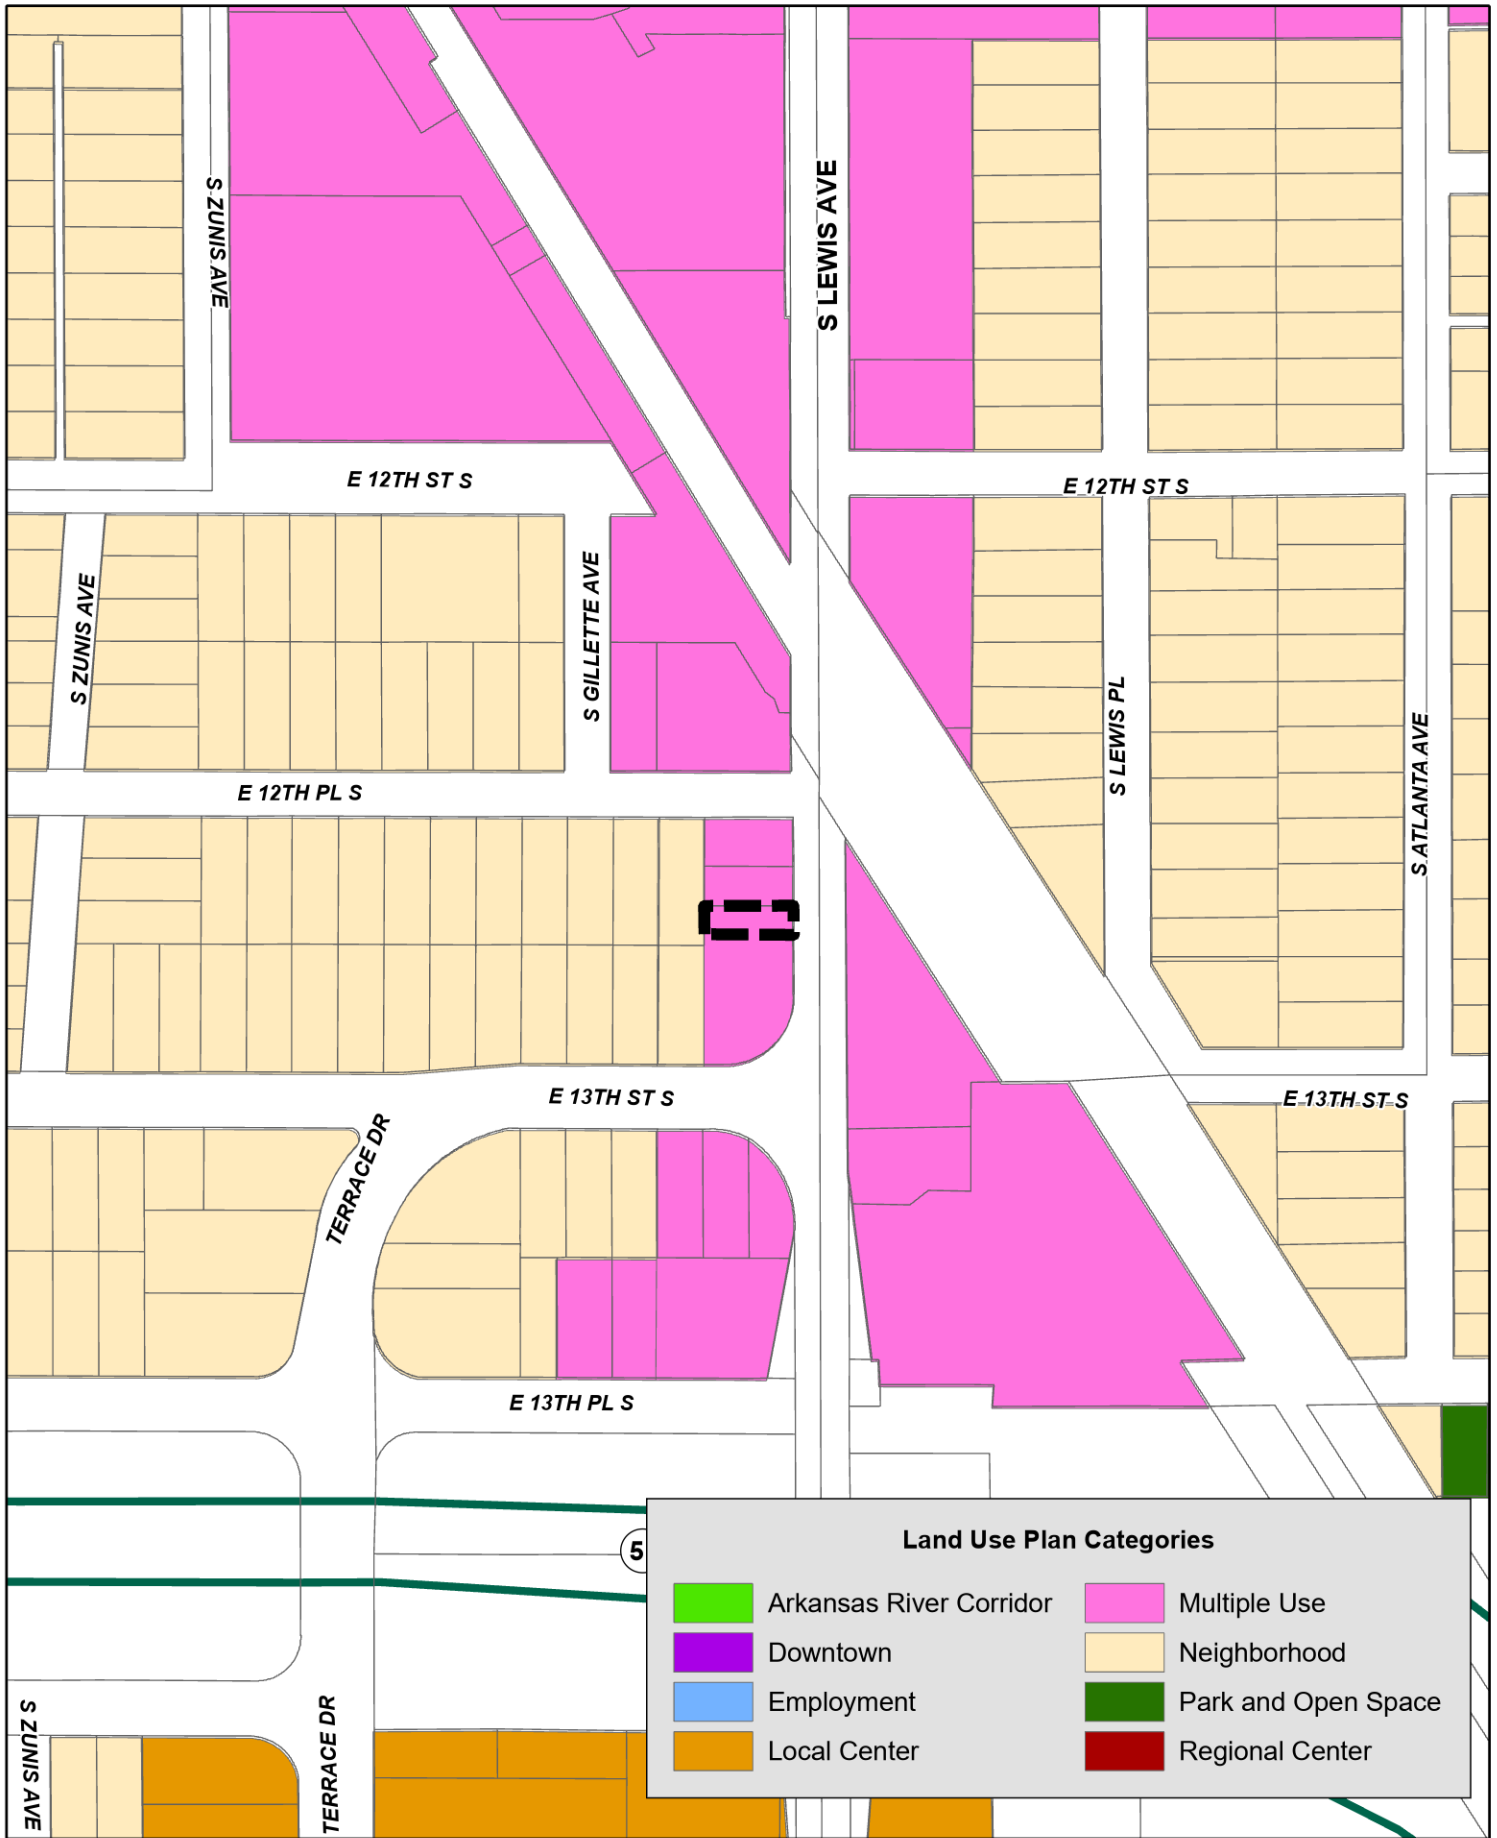 S ZUNIS AVE
S LEWIS AVE
E 12TH ST S
E 12TH ST S
S ZUNIS AVE
S GILLETTE AVE
S LEWIS PL
S ATLANTA AVE
E 12TH PL S
E 13TH ST S
E 13TH ST S
TERRACE DR
E 13TH PL S
5
S ZUNIS AVE
TERRACE DR
Land Use Plan Categories
Arkansas River Corridor
Downtown
Employment
Local Center
Multiple Use
Neighborhood
Park and Open Space
Regional Center